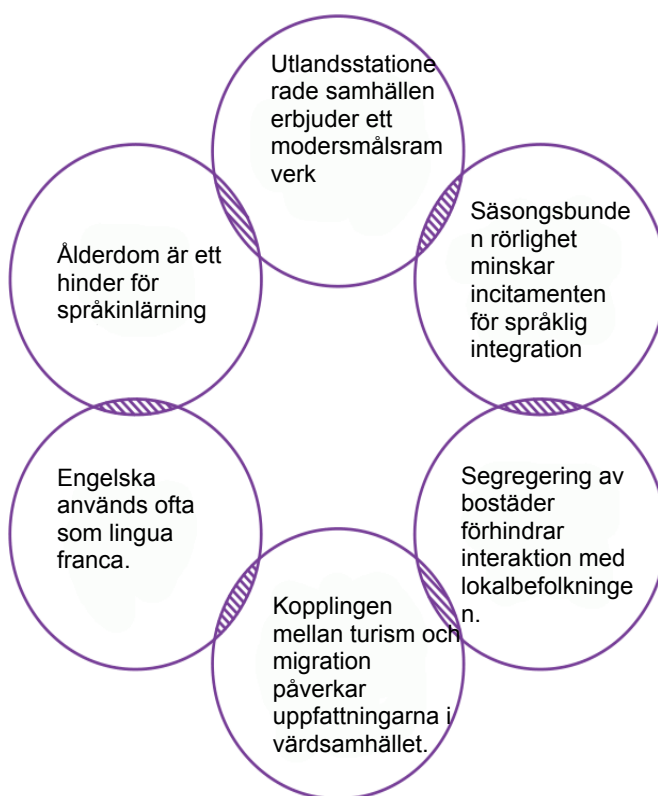 Utlandsstatione
rade samhällen
erbjuder ett
modersmålsram
verk
Säsongsbunde
n rörlighet
minskar
incitamenten
för språklig
integration
Segregering av
bostäder
förhindrar
interaktion med
lokalbefolkninge
n.
Kopplingen
mellan turism och
migration
påverkar
uppfattningarna i
värdsamhället.
Engelska
används ofta
som lingua
franca.
Ålderdom är ett
hinder för
språkinlärning